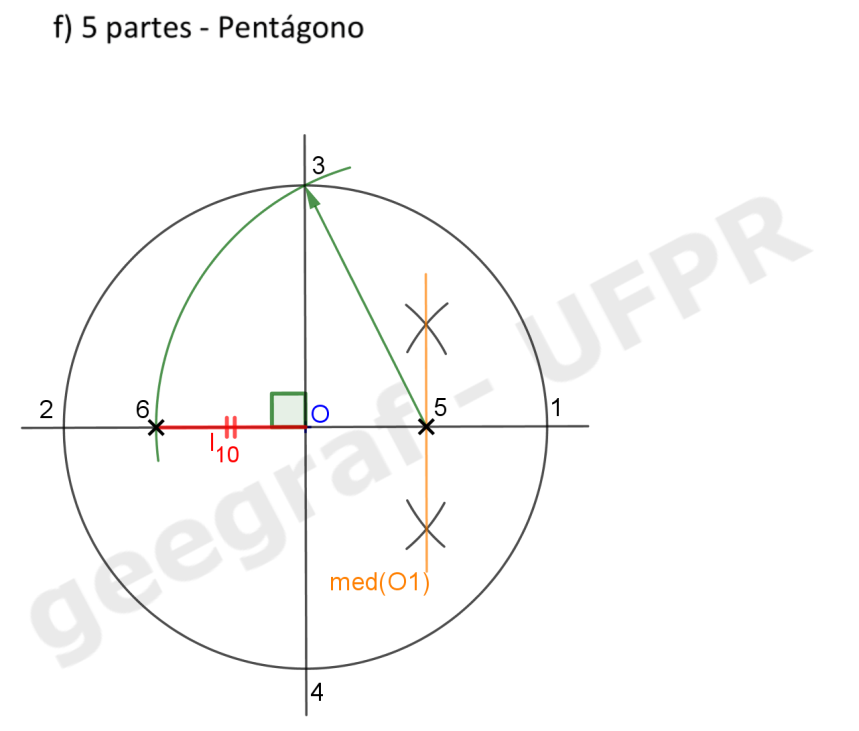 f) 5 partes - Pentágono
3
2
6
O
5
1
l10
med(O1)
4
geegraf - UFPR